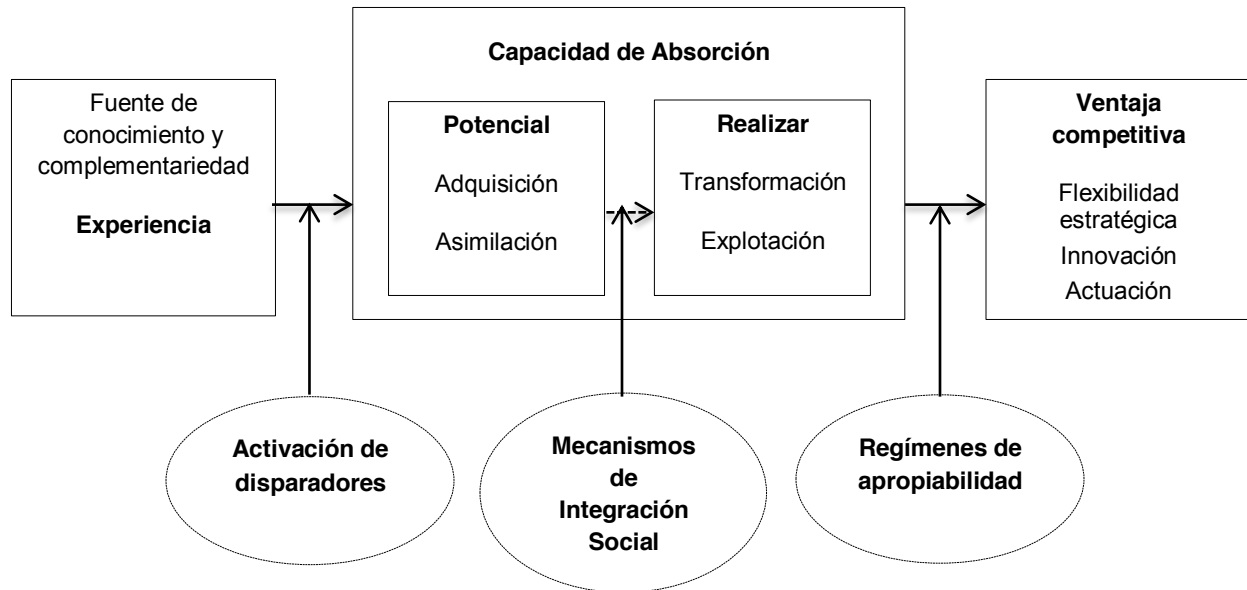 Fuente de
conocimiento y
complementariedad
Experiencia
Capacidad de Absorción
Potencial
Adquisición
Asimilación
Realizar
Transformación
Explotación
Ventaja
competitiva
Flexibilidad
estratégica
Innovación
Actuación
Activación de
disparadores
Mecanismos
de
Integración
Social
Regímenes de
apropiabilidad